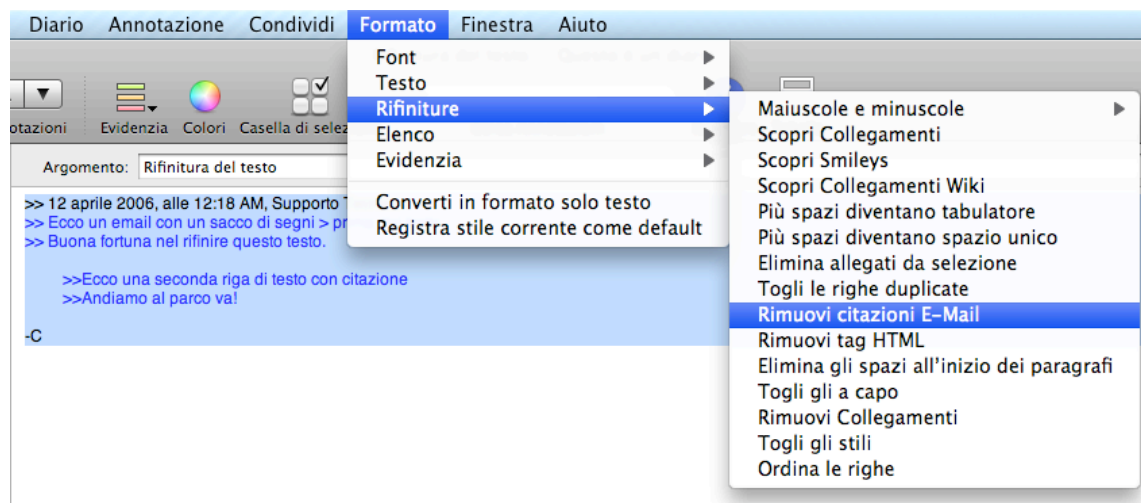 Diario Annotazione Condividi Formato Finestra Aiuto
Evidenzia Colori Casella di
Argomento: Rifinitura del testo
>> 12 aprile 2006, alle 12:18 AM, Supporto
>> Ecco un email con un sacco di segni >
>> Buona fortuna nel rifinire questo testo.
>>Ecco una seconda riga di testo con citazione
>>Andiamo al parco va!
-C
Font
Testo
Rifiniture
Elenco
Evidenzia
Converti in formato solo testo
Registra stile corrente come default
Maiuscole e minuscole
Scopri Collegamenti
Scopri Smileys
Scopri Collegamenti Wiki
Più spazi diventano tabulatore
Più spazi diventano spazio unico
Elimina allegati da selezione
Togli le righe duplicate
Rimuovi citazioni E-Mail
Rimuovi tag HTML
Elimina gli spazi all'inizio dei paragrafi
Togli gli a capo
Rimuovi Collegamenti
Togli gli stili
Ordina le righe